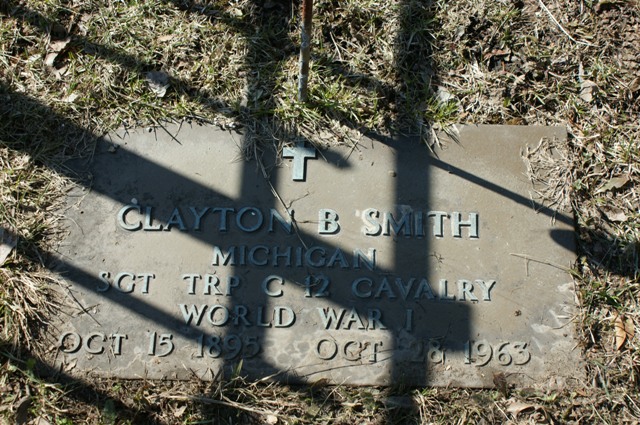 CLAYTON B SMITH
MICHIGAN
SGT TRP C 12 CAVALRY
WORLD WAR I
OCT 15 1895 OCT 28 1963